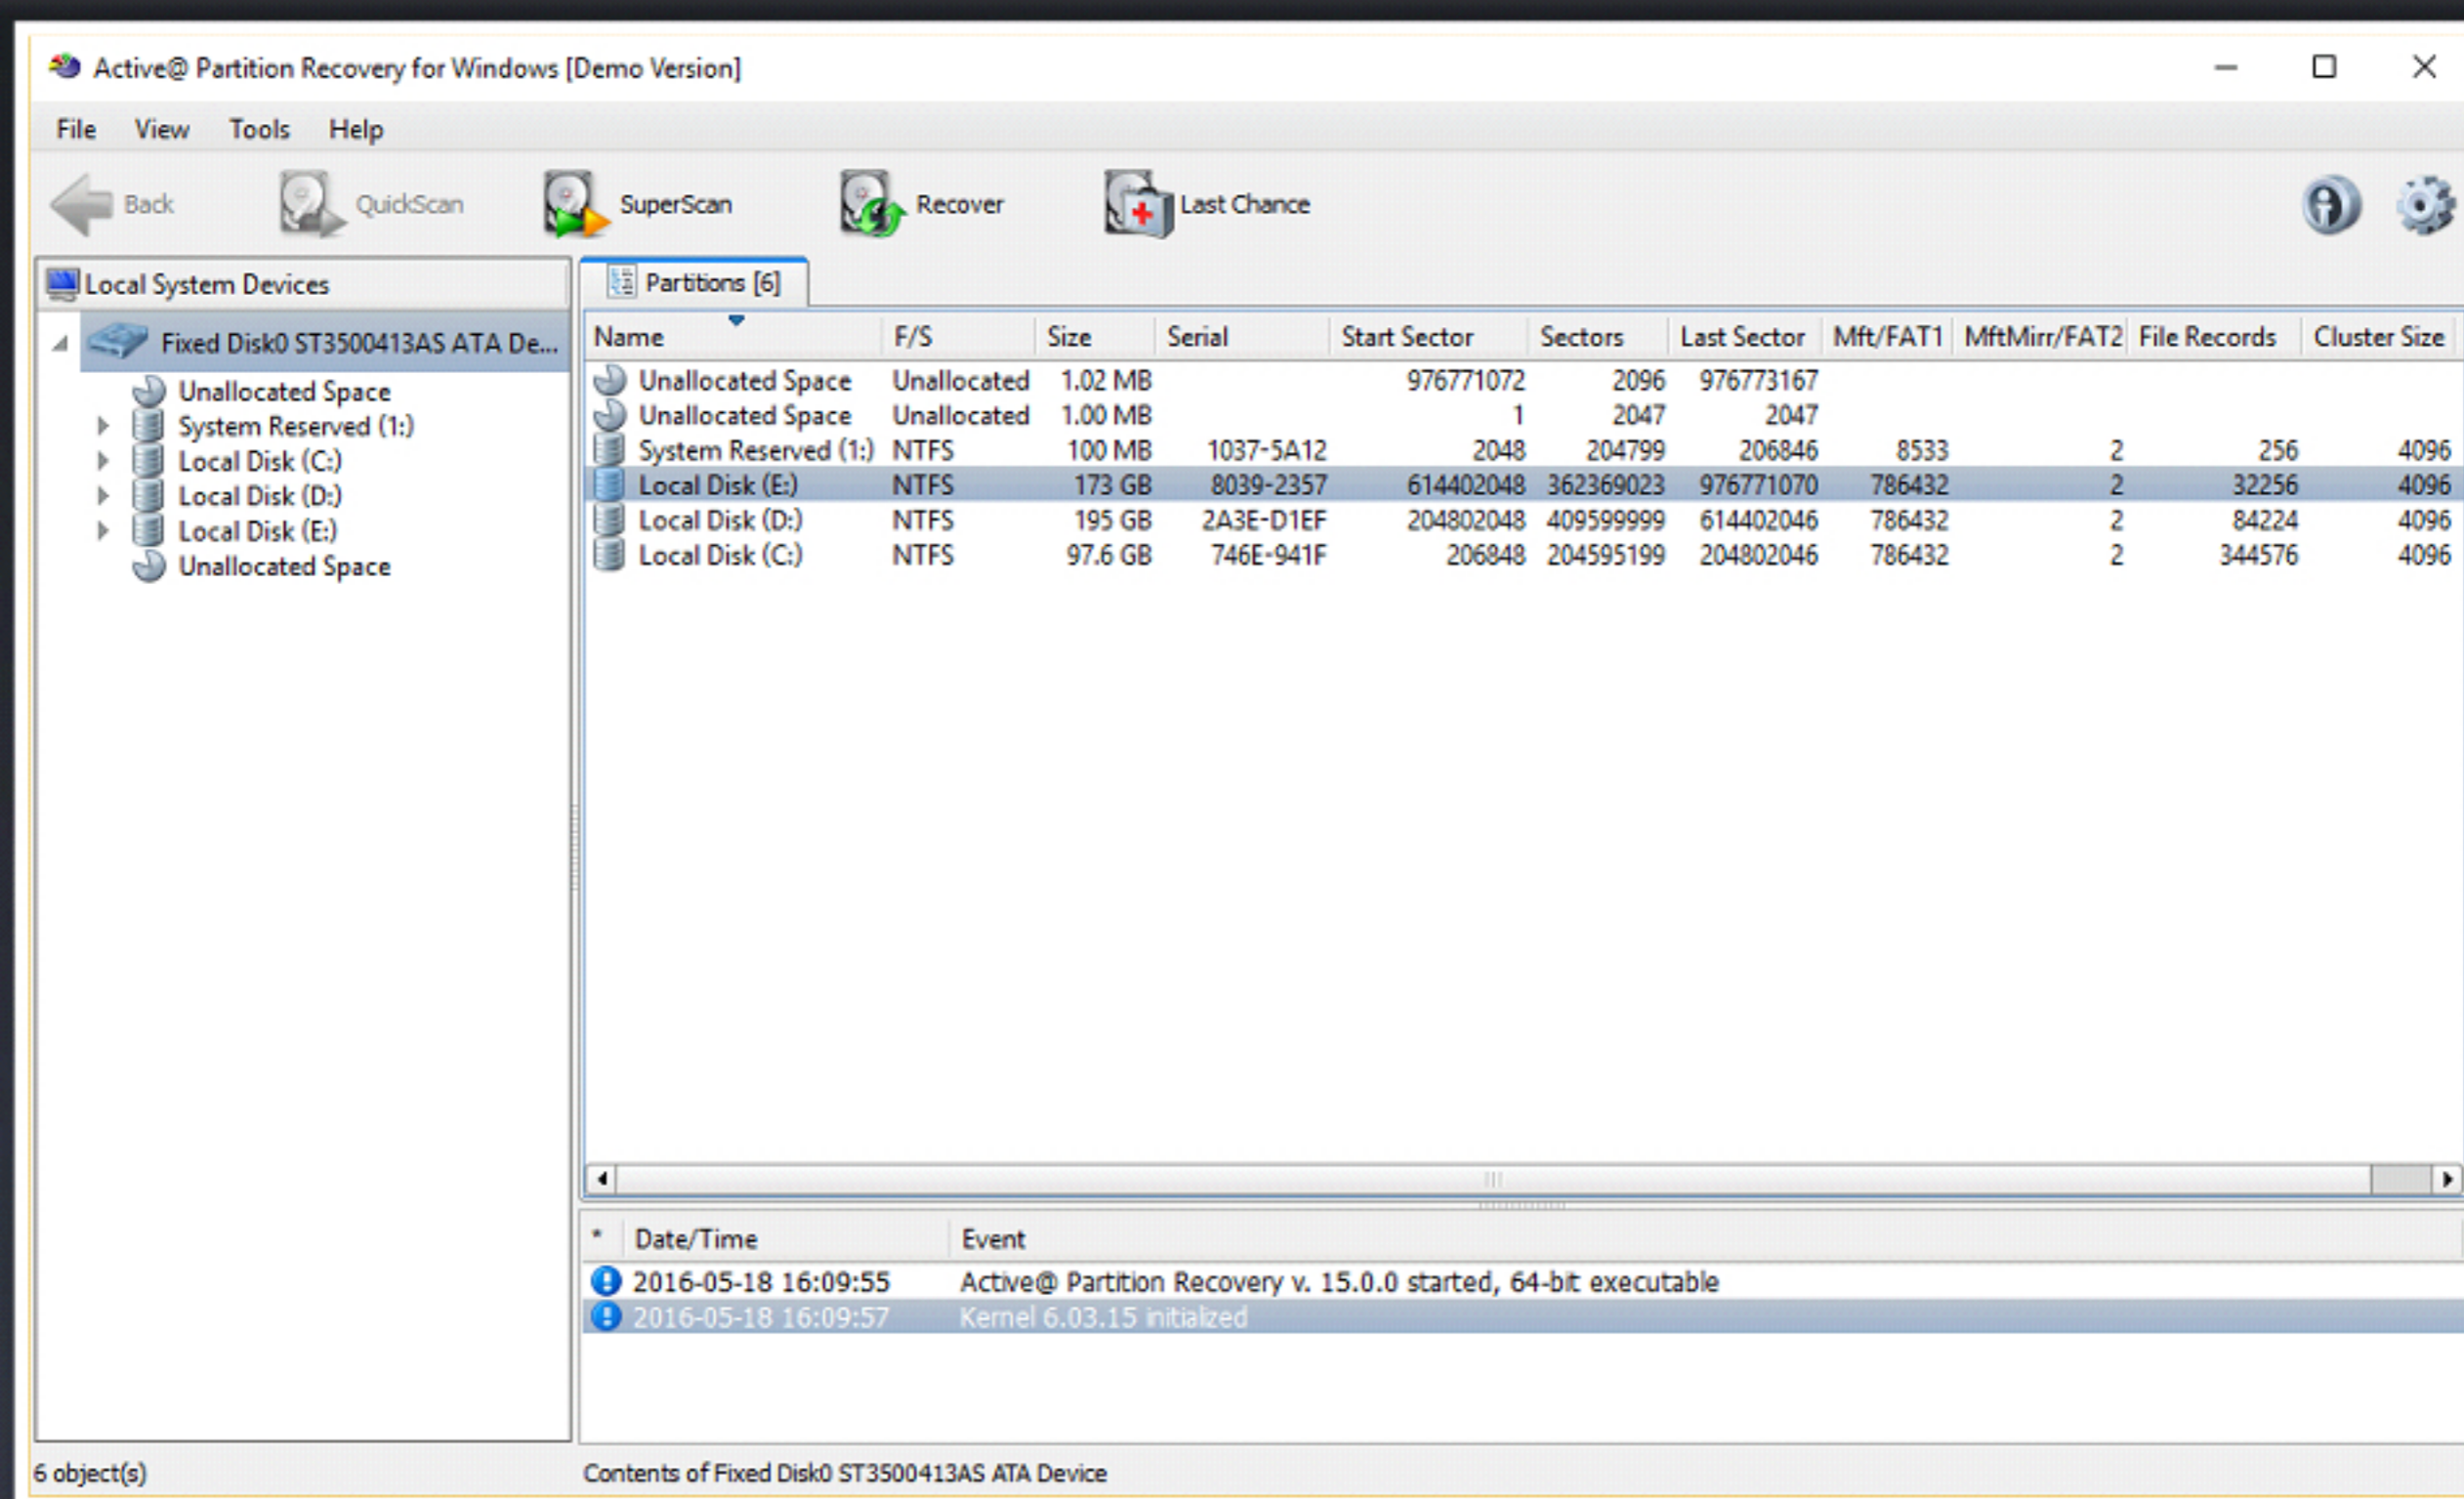 Active@ Partition Recovery for Windows [Demo Version]
File View Tools Help
Back QuickScan SuperScan Recover Last Chance
Local System Devices
Fixed Disk0 ST3500413AS ATA De...
Unallocated Space
System Reserved (1:)
Local Disk (C:)
Local Disk (D:)
Local Disk (E:)
Unallocated Space
Partitions [6]
Name F/S Size Serial Start Sector Sectors Last Sector Mft/FAT1 MftMirr/FAT2 File Records Cluster Size
Unallocated Space Unallocated 1.02 MB 976771072 2096 976773167
Unallocated Space Unallocated 1.00 MB 1 2047 2047
System Reserved (1:) NTFS 100 MB 1037-5A12 2048 204799 206846 8533 2 256 4096
Local Disk (E:) NTFS 173 GB 8039-2357 614402048 362369023 976771070 786432 2 32256 4096
Local Disk (D:) NTFS 195 GB 2A3E-D1EF 204802048 409599999 614402046 786432 2 84224 4096
Local Disk (C:) NTFS 97.6 GB 746E-941F 206848 204595199 204802046 786432 2 344576 4096
* Date/Time Event
2016-05-18 16:09:55 Active@ Partition Recovery v. 15.0.0 started, 64-bit executable
2016-05-18 16:09:57 Kernel 6.03.15 initialized
6 object(s) Contents of Fixed Disk0 ST3500413AS ATA Device